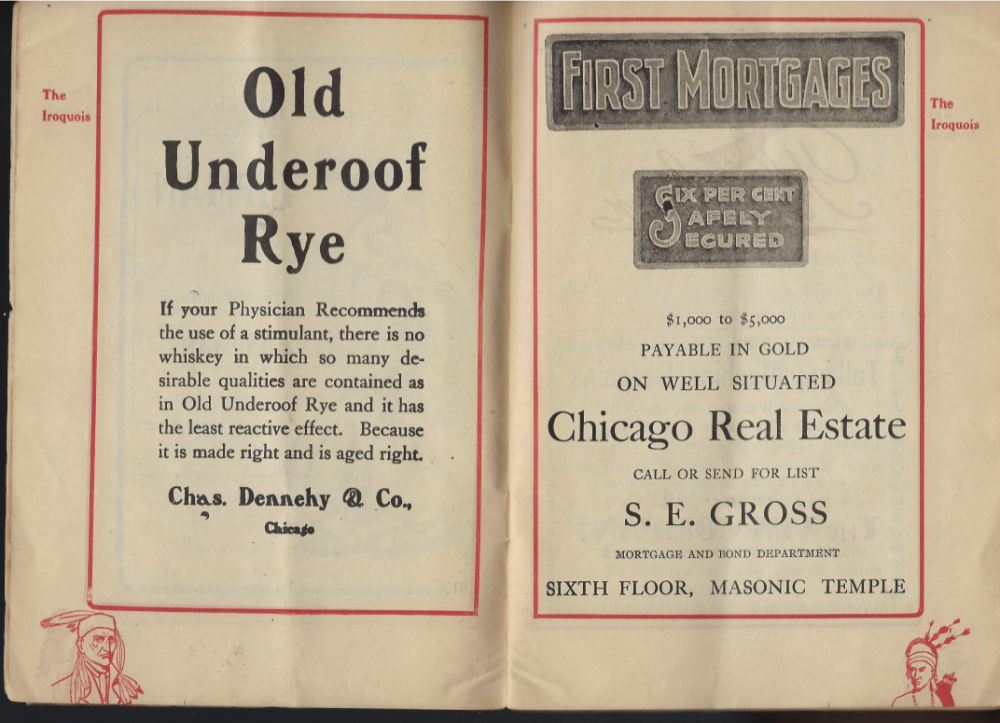 The
Iroquois
Old
Underoof
Rye
If your Physician Recommends
the use of a stimulant, there is no
whiskey in which so many de-
sirable qualities are contained as
in Old Underoof Rye and it has
the least reactive effect. Because
it is made right and is aged right.
Chas. Dennehy & Co.,
Chicago
FIRST MORTGAGES
SIX PER CENT
SAFELY
SECURED
$1,000 to $5,000
PAYABLE IN GOLD
ON WELL SITUATED
Chicago Real Estate
CALL OR SEND FOR LIST
S. E. GROSS
MORTGAGE AND BOND DEPARTMENT
SIXTH FLOOR, MASONIC TEMPLE
The
Iroquois